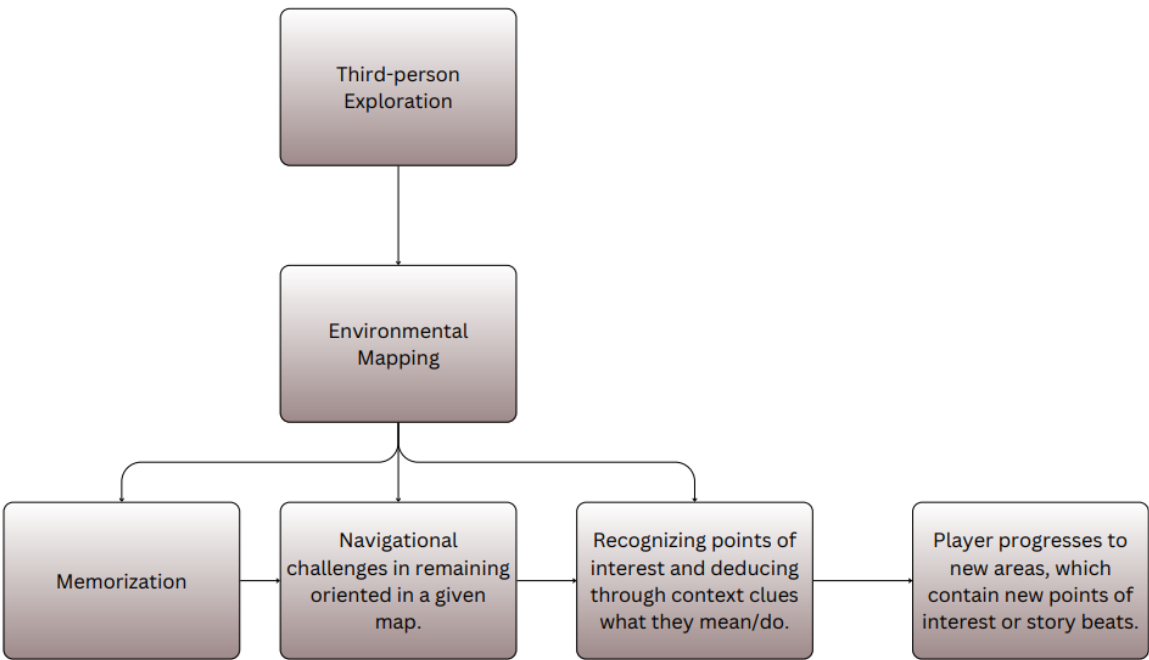 Third-person
Exploration
Environmental
Mapping
Memorization
Navigational
challenges in remaining
oriented in a given
map.
Recognizing points of
interest and deducing
through context clues
what they mean/do.
Player progresses to
new areas, which
contain new points of
interest or story beats.